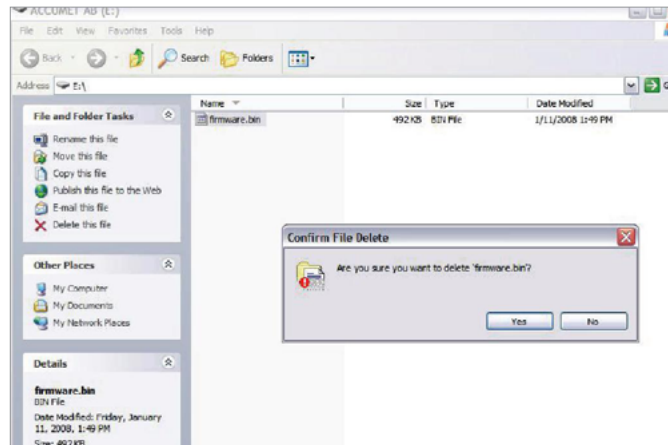 ACCUMET AB (E:)
File Edit View Favorites Tools Help
Back Search Folders
Address E:\
Name Size Type Date Modified
firmware.bin 492 KB BIN File 1/11/2008 1:49 PM
File and Folder Tasks
Rename this file
Move this file
Copy this file
Publish this file to the Web
E-mail this file
Delete this file
Other Places
My Computer
My Documents
My Network Places
Details
firmware.bin
BIN File
Date Modified: Friday, January
11, 2008, 1:49 PM
Size: 492 KB
Confirm File Delete
Are you sure you want to delete 'firmware.bin'?
Yes No